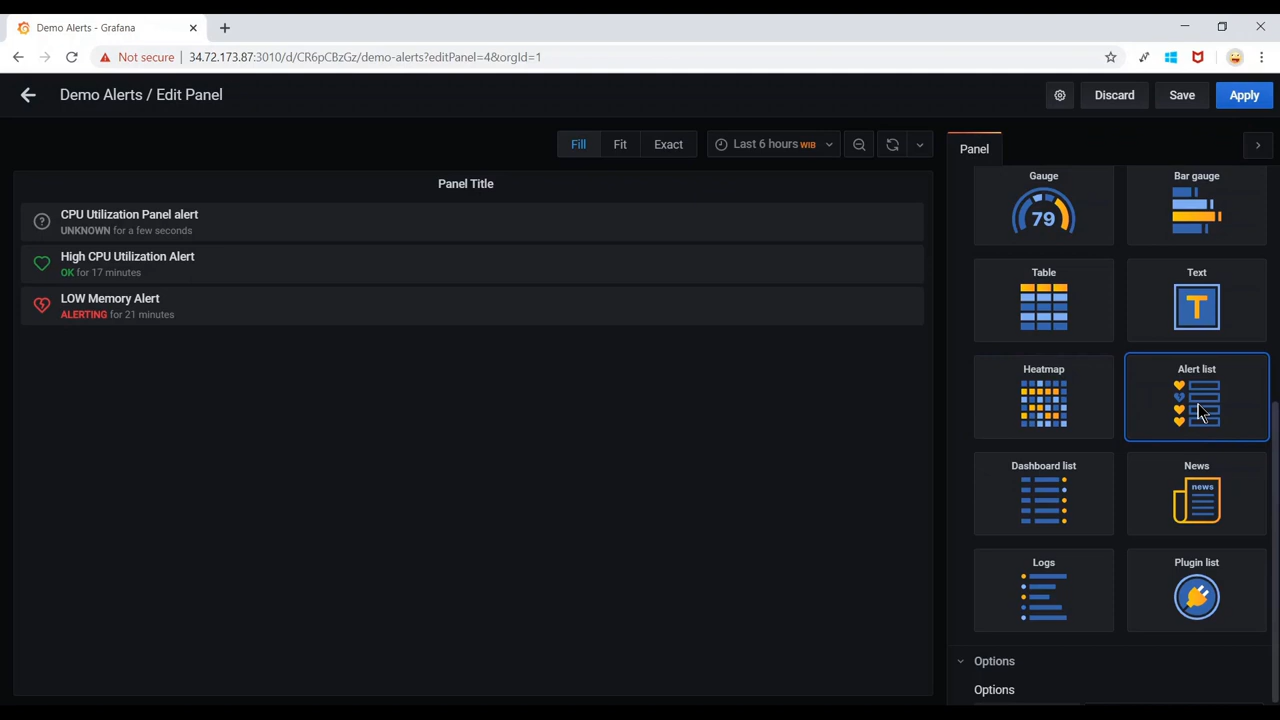 Demo Alerts - Grafana
Not secure
34.72.173.87:3010/d/CR6pCBzGz/demo-alerts?editPanel=4&orgId=1
Demo Alerts / Edit Panel
Discard
Save
Apply
Fill
Fit
Exact
Last 6 hours WIB
Panel
Panel Title
CPU Utilization Panel alert
UNKNOWN for a few seconds
High CPU Utilization Alert
OK for 17 minutes
LOW Memory Alert
ALERTING for 21 minutes
Gauge
79
Bar gauge
Table
Text
T
Heatmap
Alert list
Dashboard list
News
news
Logs
Plugin list
Options
Options